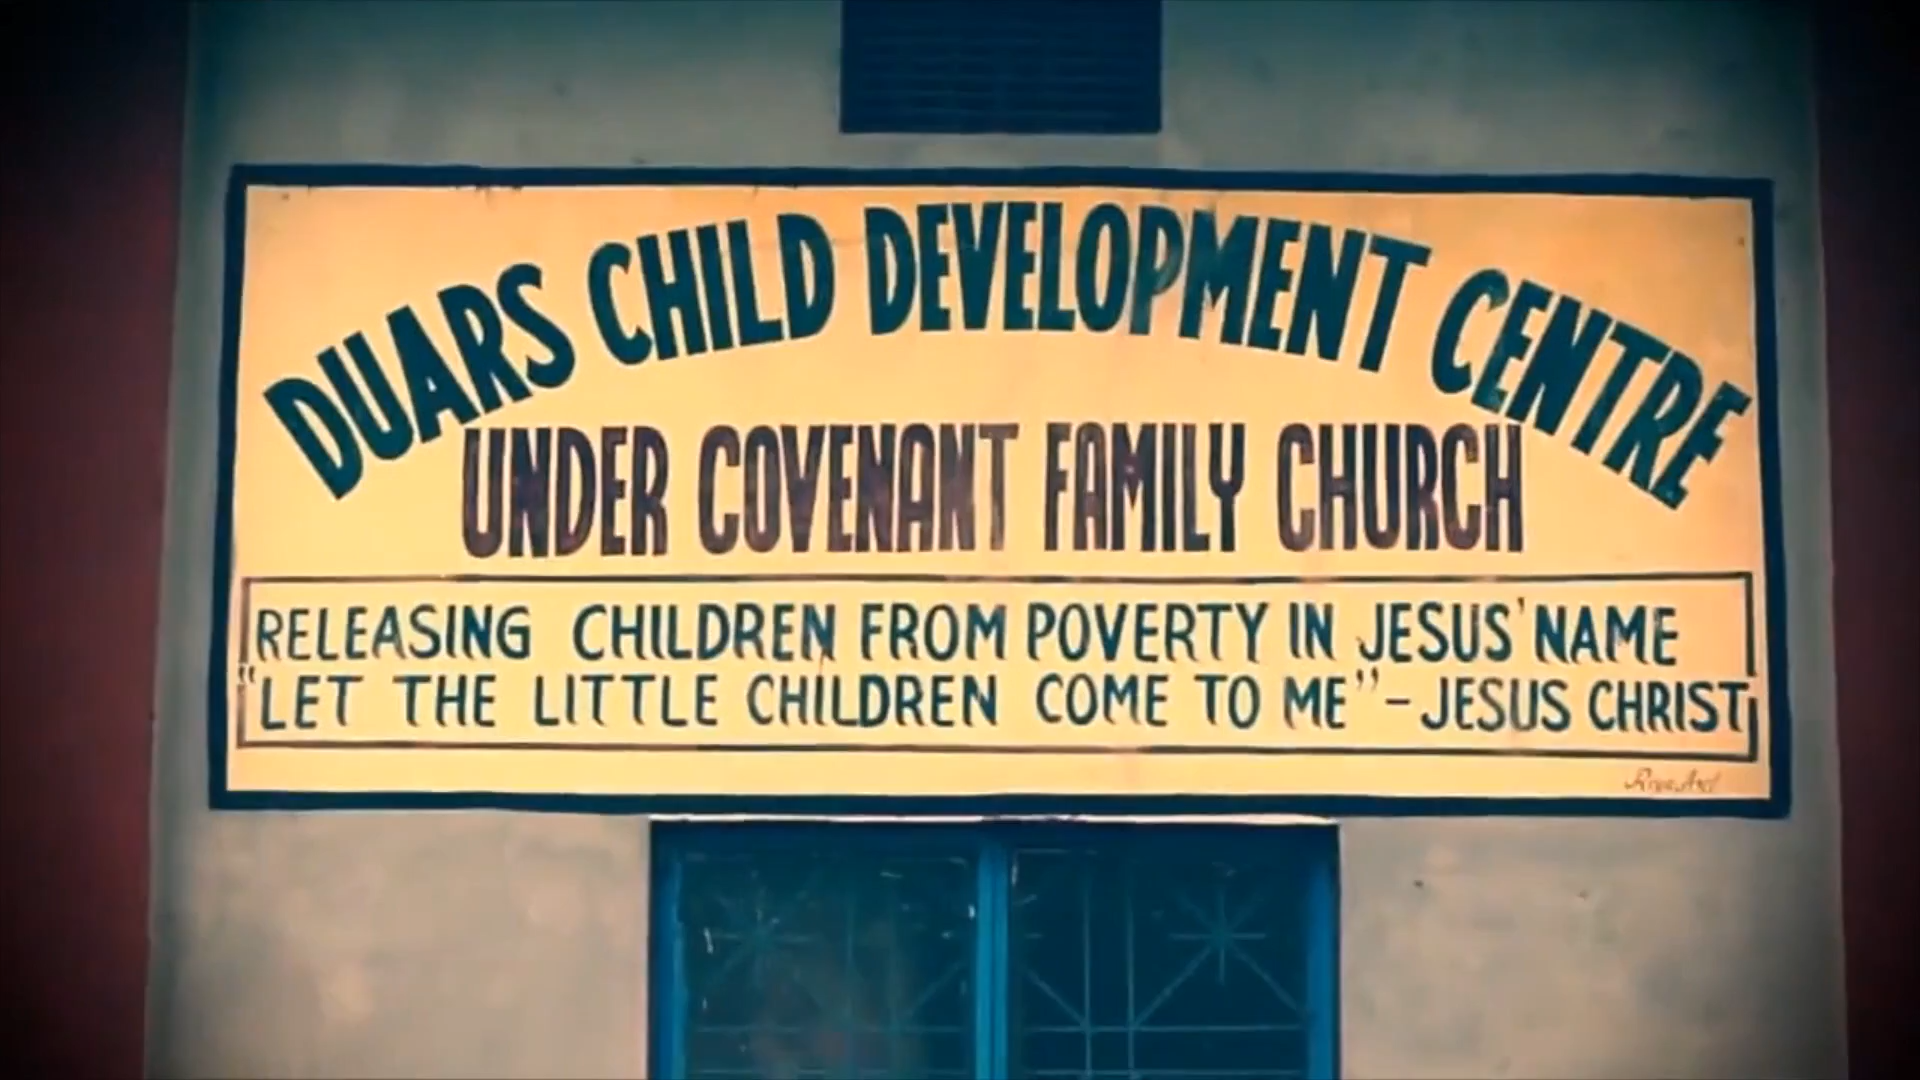 DUARS CHILD DEVELOPMENT CENTRE
UNDER COVENANT FAMILY CHURCH
RELEASING CHILDREN FROM POVERTY IN JESUS' NAME
"LET THE LITTLE CHILDREN COME TO ME" - JESUS CHRIST